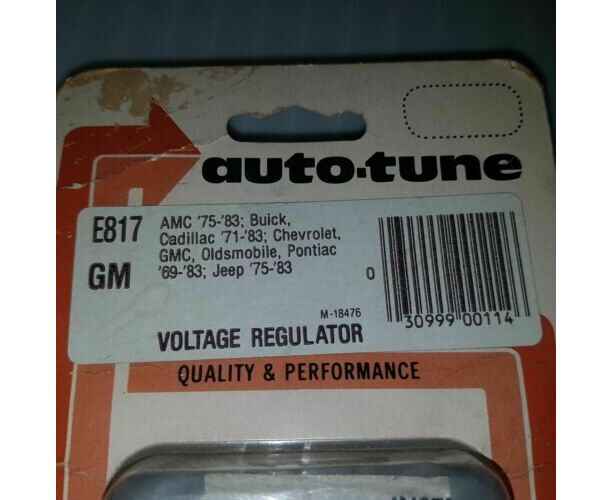 auto·tune
E817
GM
AMC '75-'83; Buick,
Cadillac '71-'83; Chevrolet,
GMC, Oldsmobile, Pontiac
'69-'83; Jeep '75-'83
M-18476
VOLTAGE REGULATOR
0 30999 00114
QUALITY & PERFORMANCE